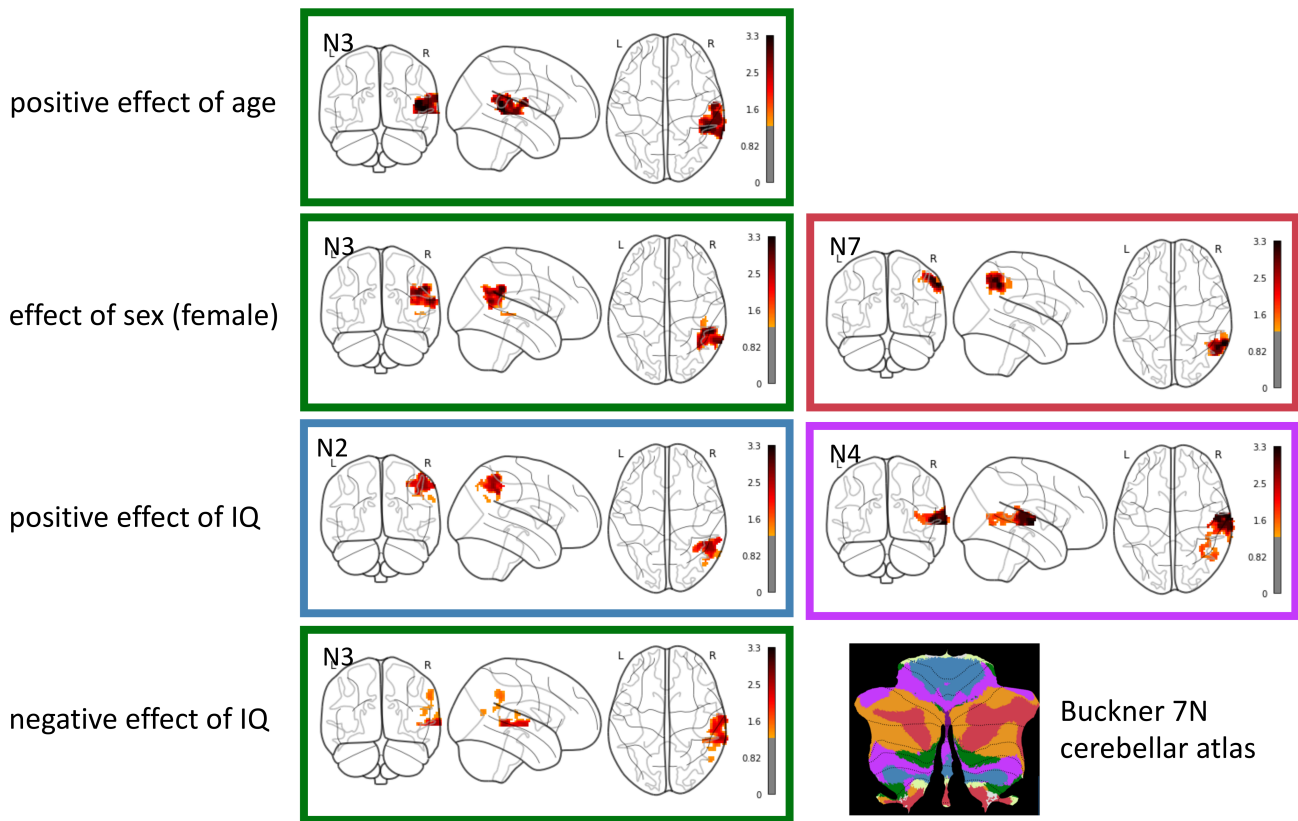 positive effect of age
N3
L R
L R
3.3
2.5
1.6
0.82
0
effect of sex (female)
N3
L R
L R
3.3
2.5
1.6
0.82
0
N7
L R
L R
3.3
2.5
1.6
0.82
0
positive effect of IQ
N2
L R
L R
3.3
2.5
1.6
0.82
0
N4
L R
L R
3.3
2.5
1.6
0.82
0
negative effect of IQ
N3
L R
L R
3.3
2.5
1.6
0.82
0
Buckner 7N
cerebellar atlas